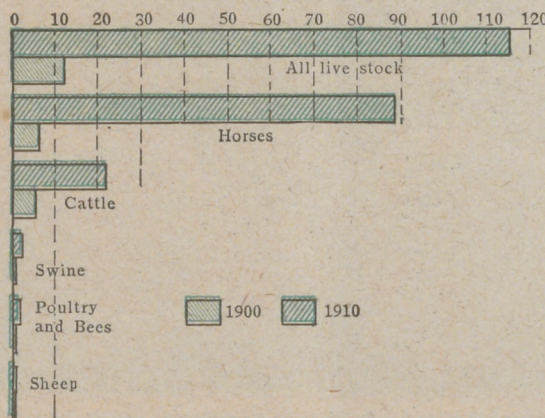 0 10 20 30 40 50 60 70 80 90 100 110 120
All live stock
Horses
Cattle
Swine
Poultry
and Bees
1900 1910
Sheep